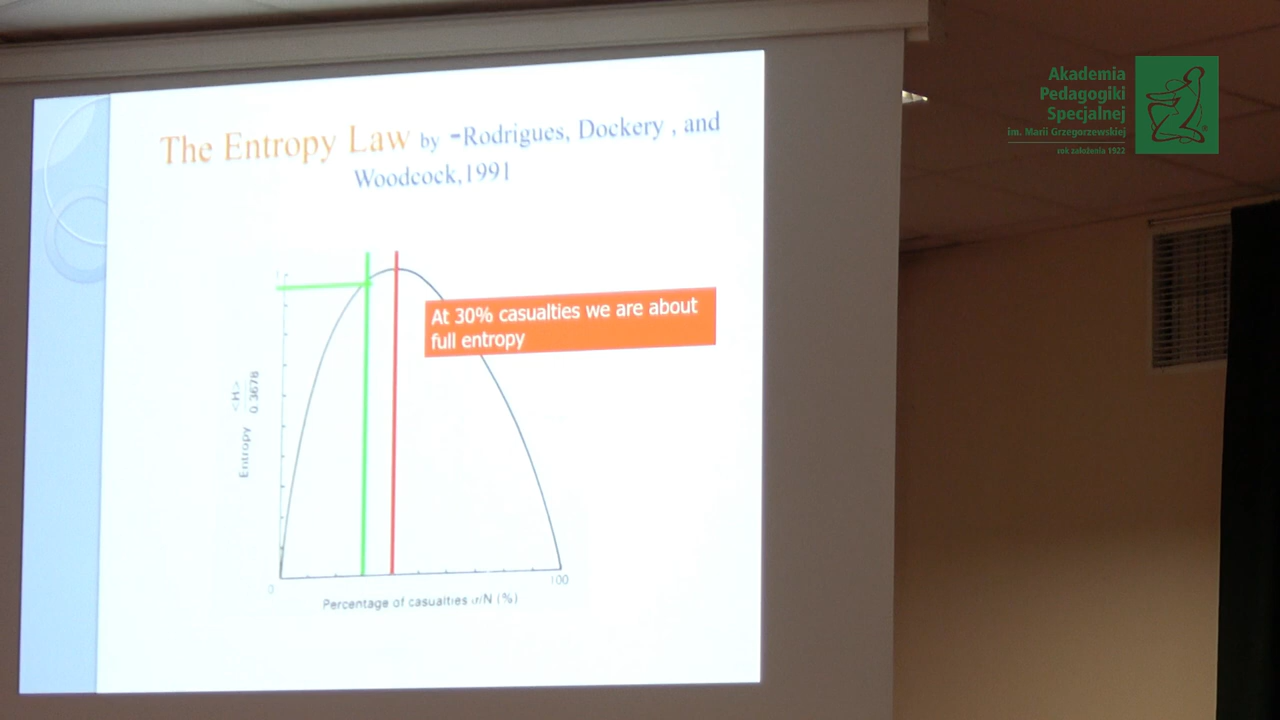 The Entropy Law by -Rodrigues, Dockery , and
Woodcock,1991
At 30% casualties we are about
full entropy
Entropy <H>
0.3678
0
100
Percentage of casualties r/N (%)
Akademia
Pedagogiki
Specjalnej
im. Marii Grzegorzewskiej
rok założenia 1922